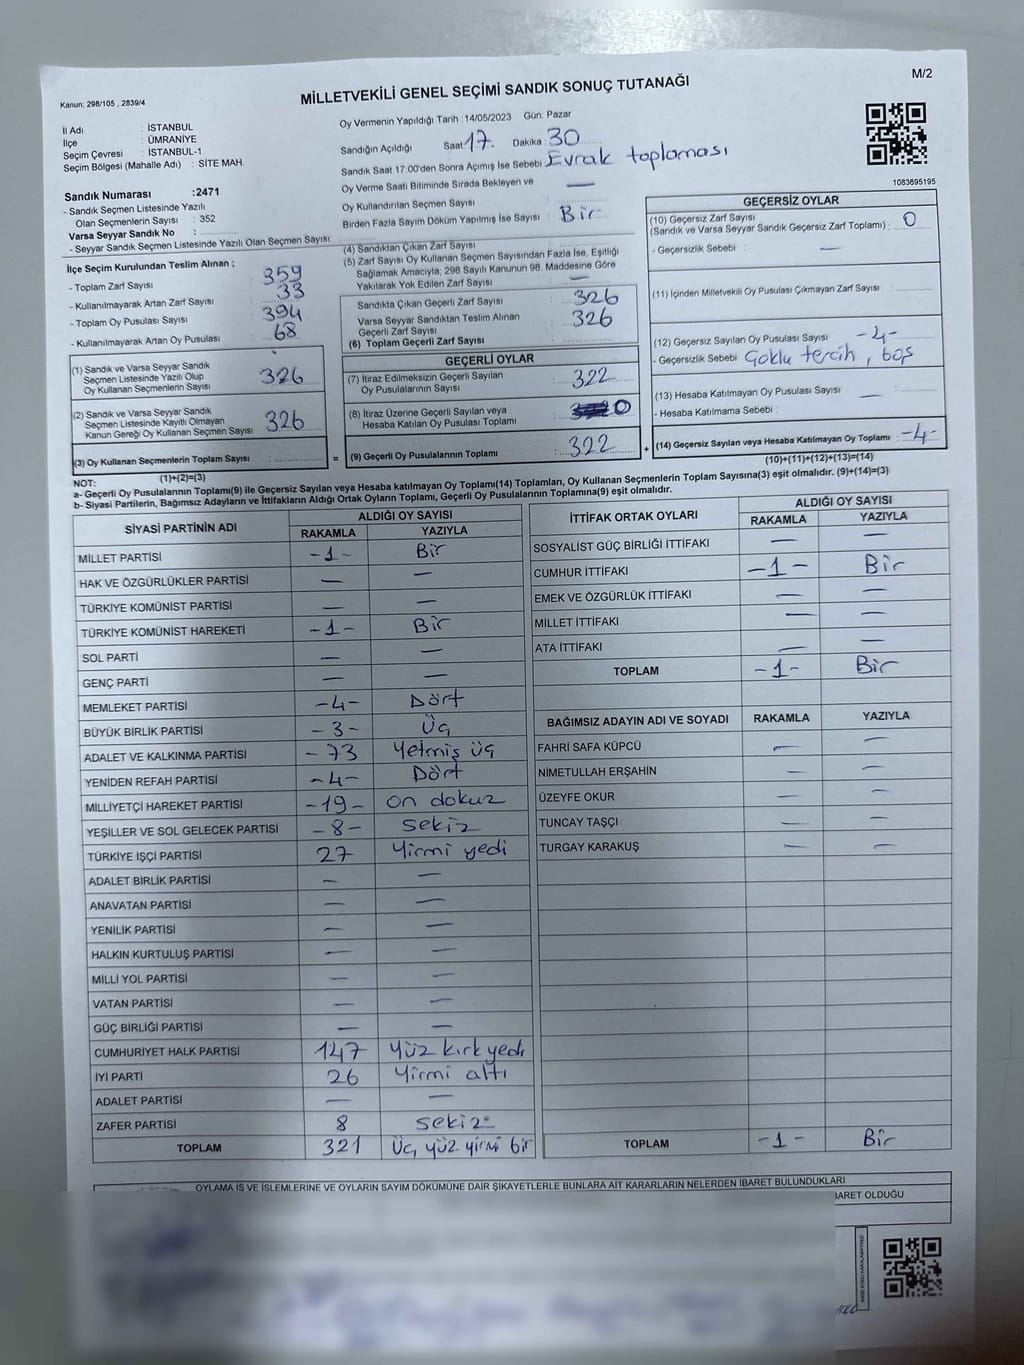 M/2
Kanun; 298/105 , 2839/4
MİLLETVEKİLİ GENEL SEÇİMİ SANDIK SONUÇ TUTANAĞI
İl Adı : İSTANBUL
İlçe : ÜMRANİYE
Seçim Çevresi : İSTANBUL-1
Seçim Bölgesi (Mahalle Adı) : SİTE MAH.
Oy Vermenin Yapıldığı Tarih :14/05/2023 Gün: Pazar
Sandığın Açıldığı Saat 17. Dakika : 30
Sandık Saat 17.00'den Sonra Açımış İse Sebebi : Evrak toplaması
Oy Verme Saati Bitiminde Sırada Bekleyen ve
Oy Kullandırılan Seçmen Sayısı : —
Birden Fazla Sayım Döküm Yapılmış İse Sayısı : Bir
Sandık Numarası :2471
- Sandık Seçmen Listesinde Yazılı
Olan Seçmenlerin Sayısı : 352
Varsa Seyyar Sandık No :
- Seyyar Sandık Seçmen Listesinde Yazılı Olan Seçmen Sayısı:
1083695195
İlçe Seçim Kurulundan Teslim Alınan ;
- Toplam Zarf Sayısı : 359
- Kullanılmayarak Artan Zarf Sayısı : 33
- Toplam Oy Pusulası Sayısı : 394
- Kullanılmayarak Artan Oy Pusulası : 68
(1) Sandık ve Varsa Seyyar Sandık
Seçmen Listesinde Yazılı Olup
Oy Kullanan Seçmenlerin Sayısı : 326
(2) Sandık ve Varsa Seyyar Sandık
Seçmen Listesinde Kayıtlı Olmayan
Kanun Gereği Oy Kullanan Seçmen Sayısı : 326
(3) Oy Kullanan Seçmenlerin Toplam Sayısı :
(1)+(2)=(3)
(4) Sandıktan Çıkan Zarf Sayısı :
(5) Zarf Sayısı Oy Kullanan Seçmen Sayısından Fazla İse, Eşitliği
Sağlamak Amacıyla; 298 Sayılı Kanunun 98. Maddesine Göre
Yakılarak Yok Edilen Zarf Sayısı : —
Sandıkta Çıkan Geçerli Zarf Sayısı : 326
Varsa Seyyar Sandıktan Teslim Alınan
Geçerli Zarf Sayısı : 326
(6) Toplam Geçerli Zarf Sayısı :
GEÇERLİ OYLAR
(7) İtiraz Edilmeksizin Geçerli Sayılan
Oy Pusulalarının Sayısı : 322
(8) İtiraz Üzerine Geçerli Sayılan veya
Hesaba Katılan Oy Pusulası Toplamı : 0
= (9) Geçerli Oy Pusulalarının Toplamı : 322 +
GEÇERSİZ OYLAR
(10) Geçersiz Zarf Sayısı
(Sandık ve Varsa Seyyar Sandık Geçersiz Zarf Toplamı) : 0
- Geçersizlik Sebebi : —
(11) İçinden Milletvekili Oy Pusulası Çıkmayan Zarf Sayısı :
(12) Geçersiz Sayılan Oy Pusulası Sayısı : -4-
- Geçersizlik Sebebi : Çoklu tercih, boş
(13) Hesaba Katılmayan Oy Pusulası Sayısı : —
- Hesaba Katılmama Sebebi :
(14) Geçersiz Sayılan veya Hesaba Katılmayan Oy Toplamı : -4-
(10)+(11)+(12)+(13)=(14)
NOT:
a- Geçerli Oy Pusulalarının Toplamı(9) ile Geçersiz Sayılan veya Hesaba katılmayan Oy Toplamı(14) Toplamları, Oy Kullanan Seçmenlerin Toplam Sayısına(3) eşit olmalıdır. (9)+(14)=(3)
b- Siyasi Partilerin, Bağımsız Adayların ve İttifakların Aldığı Ortak Oyların Toplamı, Geçerli Oy Pusulalarının Toplamına(9) eşit olmalıdır.
SİYASİ PARTİNİN ADI ALDIĞI OY SAYISI
RAKAMLA YAZIYLA
MİLLET PARTİSİ -1- Bir
HAK VE ÖZGÜRLÜKLER PARTİSİ — —
TÜRKİYE KOMÜNİST PARTİSİ — —
TÜRKİYE KOMÜNİST HAREKETİ -1- Bir
SOL PARTİ — —
GENÇ PARTİ — —
MEMLEKET PARTİSİ -4- Dört
BÜYÜK BİRLİK PARTİSİ -3- Üç
ADALET VE KALKINMA PARTİSİ -73 Yetmiş üç
YENİDEN REFAH PARTİSİ -4- Dört
MİLLİYETÇİ HAREKET PARTİSİ -19- on dokuz
YEŞİLLER VE SOL GELECEK PARTİSİ -8- sekiz
TÜRKİYE İŞÇİ PARTİSİ 27 Yirmi yedi
ADALET BİRLİK PARTİSİ — —
ANAVATAN PARTİSİ — —
YENİLİK PARTİSİ — —
HALKIN KURTULUŞ PARTİSİ — —
MİLLİ YOL PARTİSİ — —
VATAN PARTİSİ — —
GÜÇ BİRLİĞİ PARTİSİ — —
CUMHURİYET HALK PARTİSİ 147 Yüz kırk yedi
İYİ PARTİ 26 Yirmi altı
ADALET PARTİSİ — —
ZAFER PARTİSİ 8 sekiz
TOPLAM 321 Üç yüz yirmi bir
İTTİFAK ORTAK OYLARI ALDIĞI OY SAYISI
RAKAMLA YAZIYLA
SOSYALİST GÜÇ BİRLİĞİ İTTİFAKI — —
CUMHUR İTTİFAKI -1- Bir
EMEK VE ÖZGÜRLÜK İTTİFAKI — —
MİLLET İTTİFAKI — —
ATA İTTİFAKI — —
TOPLAM -1- Bir
BAĞIMSIZ ADAYIN ADI VE SOYADI RAKAMLA YAZIYLA
FAHRİ SAFA KÜPCÜ — —
NİMETULLAH ERŞAHİN — —
ÜZEYFE OKUR — —
TUNCAY TAŞÇI — —
TURGAY KARAKUŞ — —
TOPLAM -1- Bir
OYLAMA İŞ VE İŞLEMLERİNE VE OYLARIN SAYIM DÖKÜMÜNE DAİR ŞİKAYETLERLE BUNLARA AİT KARARLARIN NELERDEN İBARET BULUNDUKLARI
BARET OLDUĞU